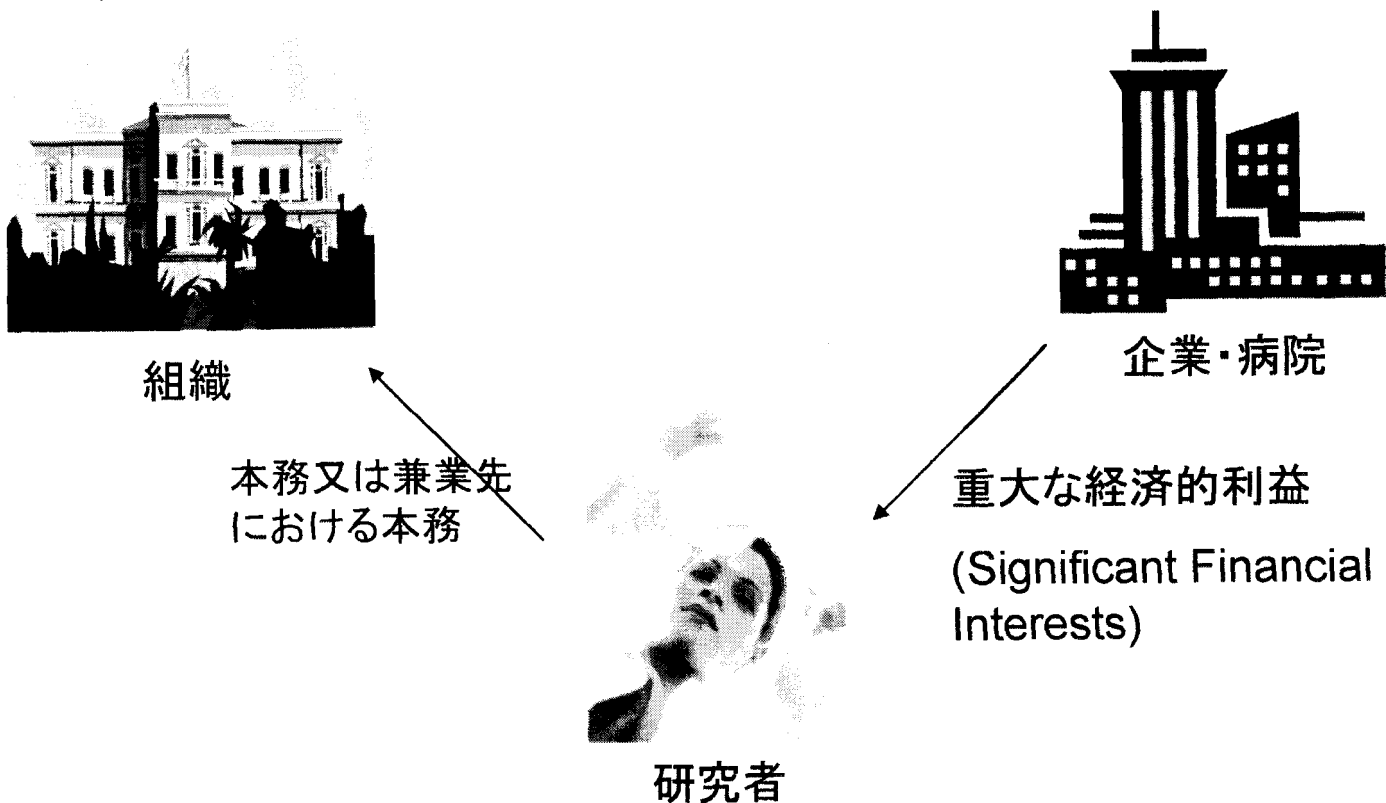 組織
企業・病院
本務又は兼業先
における本務
重大な経済的利益
(Significant Financial
Interests)
研究者